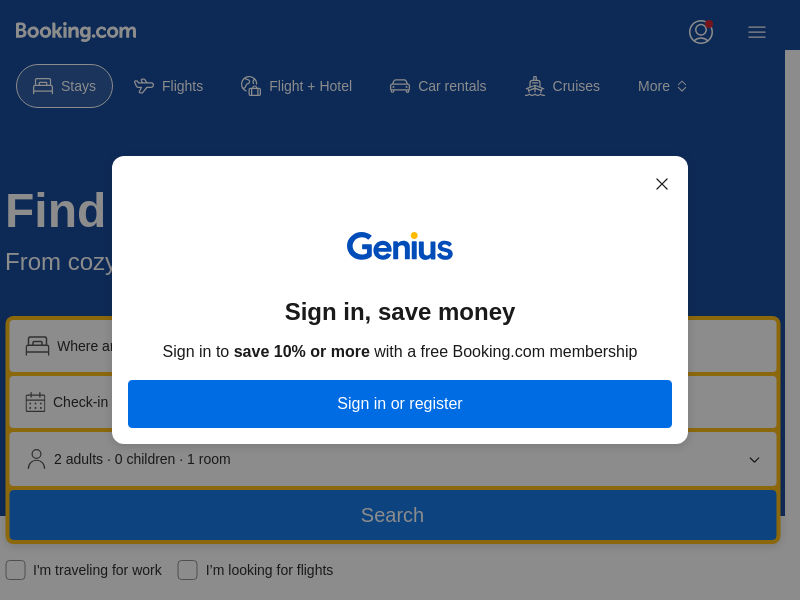 Booking.com
Stays
Flights
Flight + Hotel
Car rentals
Cruises
More
Find
From cozy
Genius
Sign in, save money
Sign in to save 10% or more with a free Booking.com membership
Sign in or register
Where
Check-in
2 adults · 0 children · 1 room
Search
I'm traveling for work
I'm looking for flights